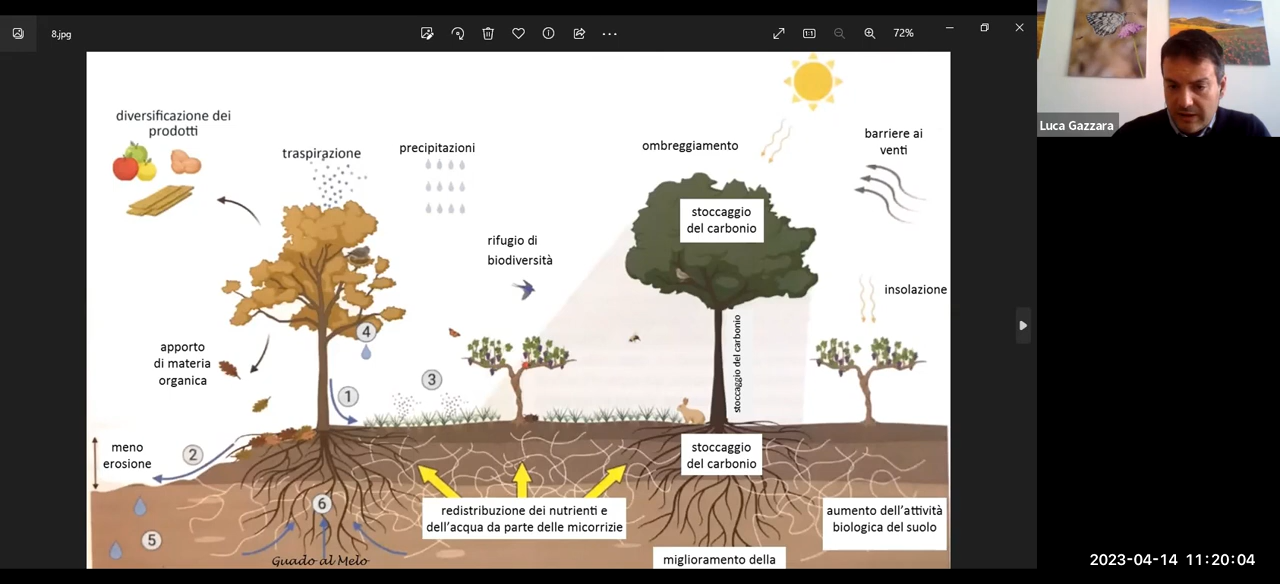 8.jpg
72%
Luca Gazzara
diversificazione dei
prodotti
traspirazione
precipitazioni
ombreggiamento
barriere ai
venti
stoccaggio
del carbonio
rifugio di
biodiversità
insolazione
stoccaggio del carbonio
apporto
di materia
organica
4
3
1
meno
erosione
2
stoccaggio
del carbonio
6
redistribuzione dei nutrienti e
dell'acqua da parte delle micorrizie
aumento dell'attività
biologica del suolo
5
Guado al Melo
miglioramento della
2023-04-14 11:20:04